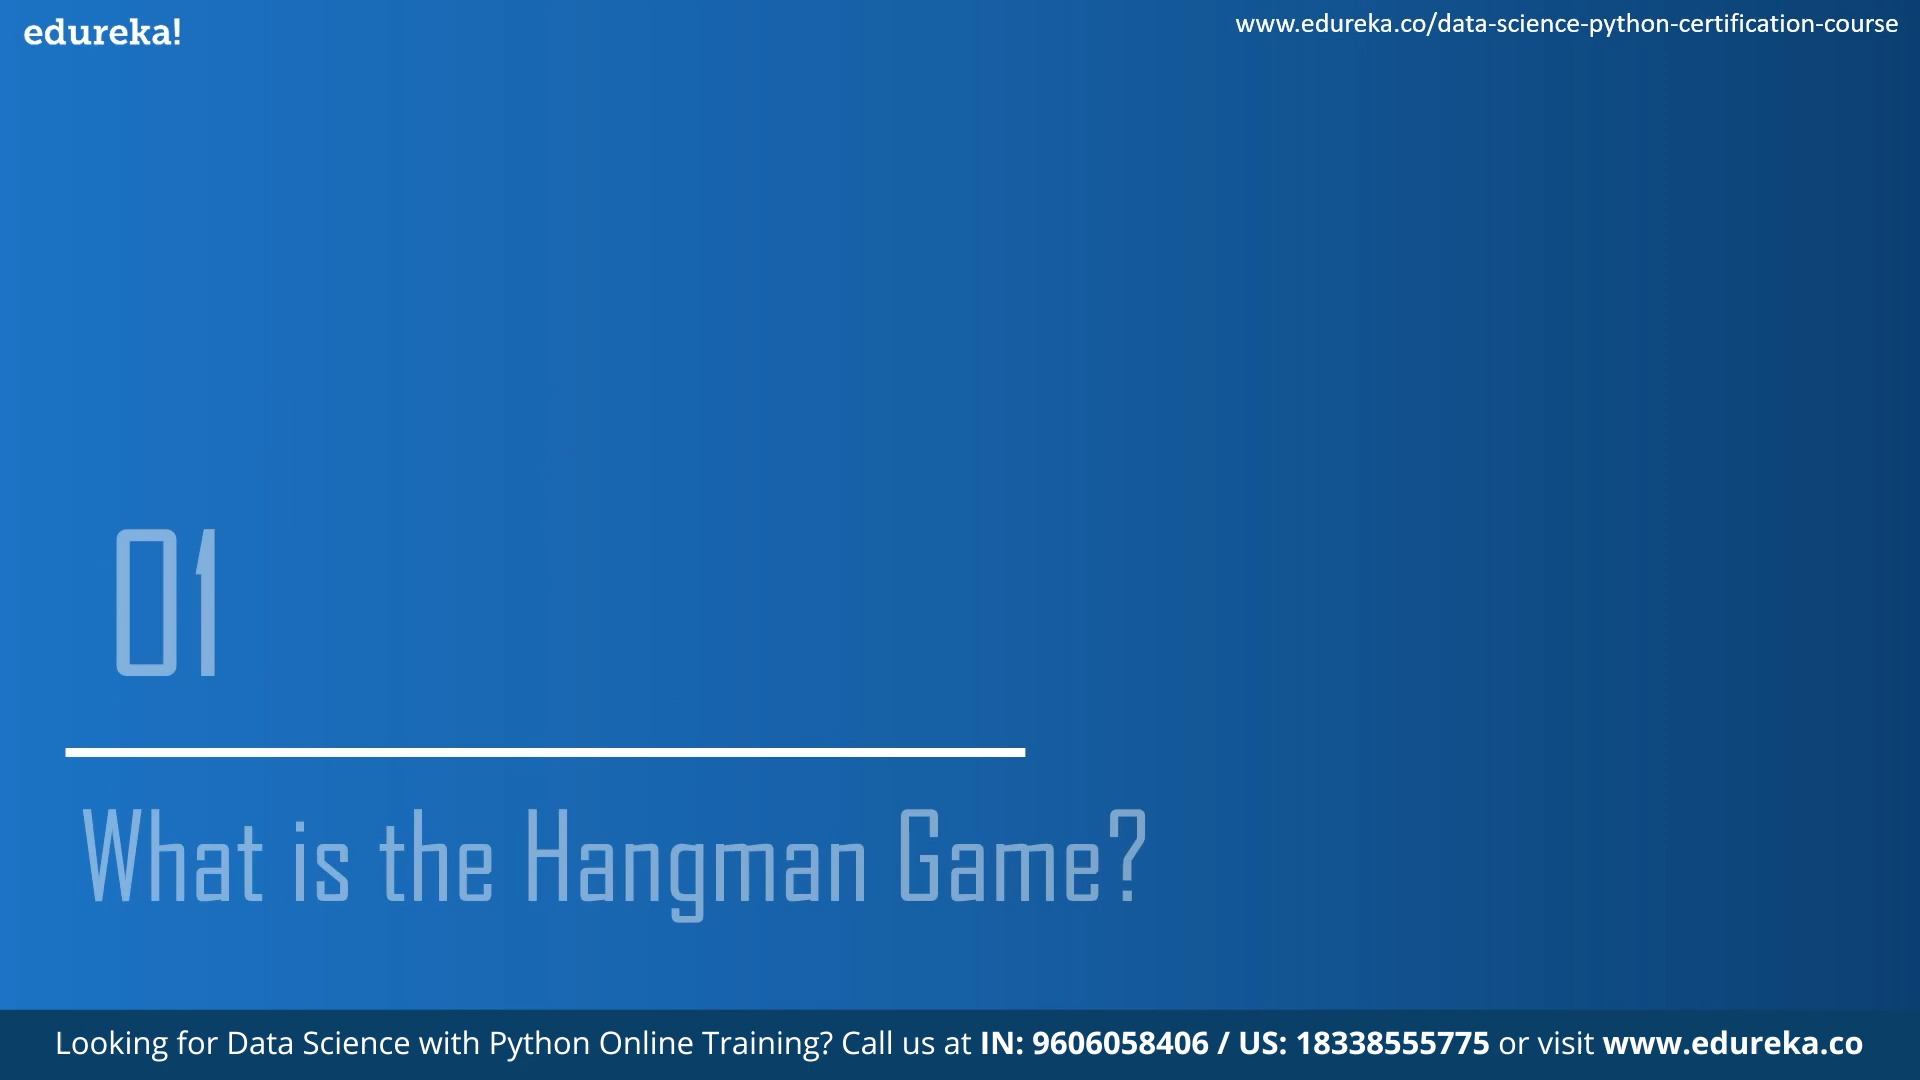 edureka!
www.edureka.co/data-science-python-certification-course
01
What is the Hangman Game?
Looking for Data Science with Python Online Training? Call us at IN: 9606058406 / US: 18338555775 or visit www.edureka.co